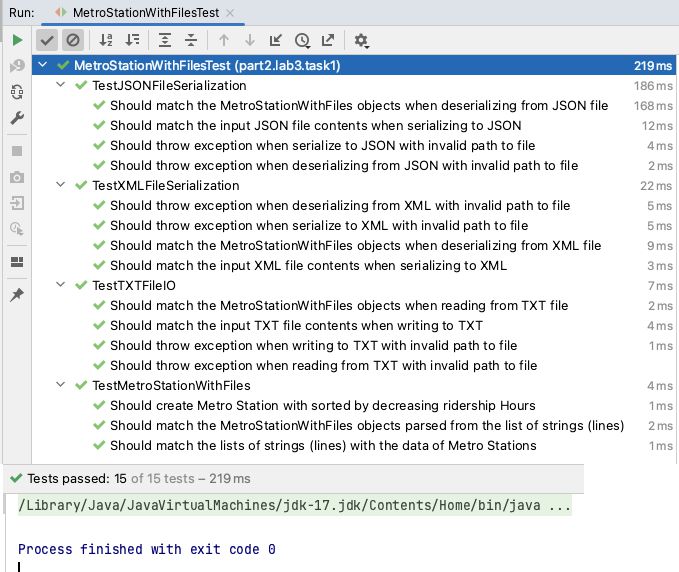 Run: MetroStationWithFilesTest
MetroStationWithFilesTest (part2.lab3.task1) 219 ms
TestJSONFileSerialization 186 ms
Should match the MetroStationWithFiles objects when deserializing from JSON file 168 ms
Should match the input JSON file contents when serializing to JSON 12 ms
Should throw exception when serialize to JSON with invalid path to file 4 ms
Should throw exception when deserializing from JSON with invalid path to file 2 ms
TestXMLFileSerialization 22 ms
Should throw exception when deserializing from XML with invalid path to file 5 ms
Should throw exception when serialize to XML with invalid path to file 5 ms
Should match the MetroStationWithFiles objects when deserializing from XML file 9 ms
Should match the input XML file contents when serializing to XML 3 ms
TestTXTFileIO 7 ms
Should match the MetroStationWithFiles objects when reading from TXT file 2 ms
Should match the input TXT file contents when writing to TXT 4 ms
Should throw exception when writing to TXT with invalid path to file 1 ms
Should throw exception when reading from TXT with invalid path to file
TestMetroStationWithFiles 4 ms
Should create Metro Station with sorted by decreasing ridership Hours 1 ms
Should match the MetroStationWithFiles objects parsed from the list of strings (lines) 2 ms
Should match the lists of strings (lines) with the data of Metro Stations 1 ms
Tests passed: 15 of 15 tests – 219 ms
/Library/Java/JavaVirtualMachines/jdk-17.jdk/Contents/Home/bin/java ...
Process finished with exit code 0